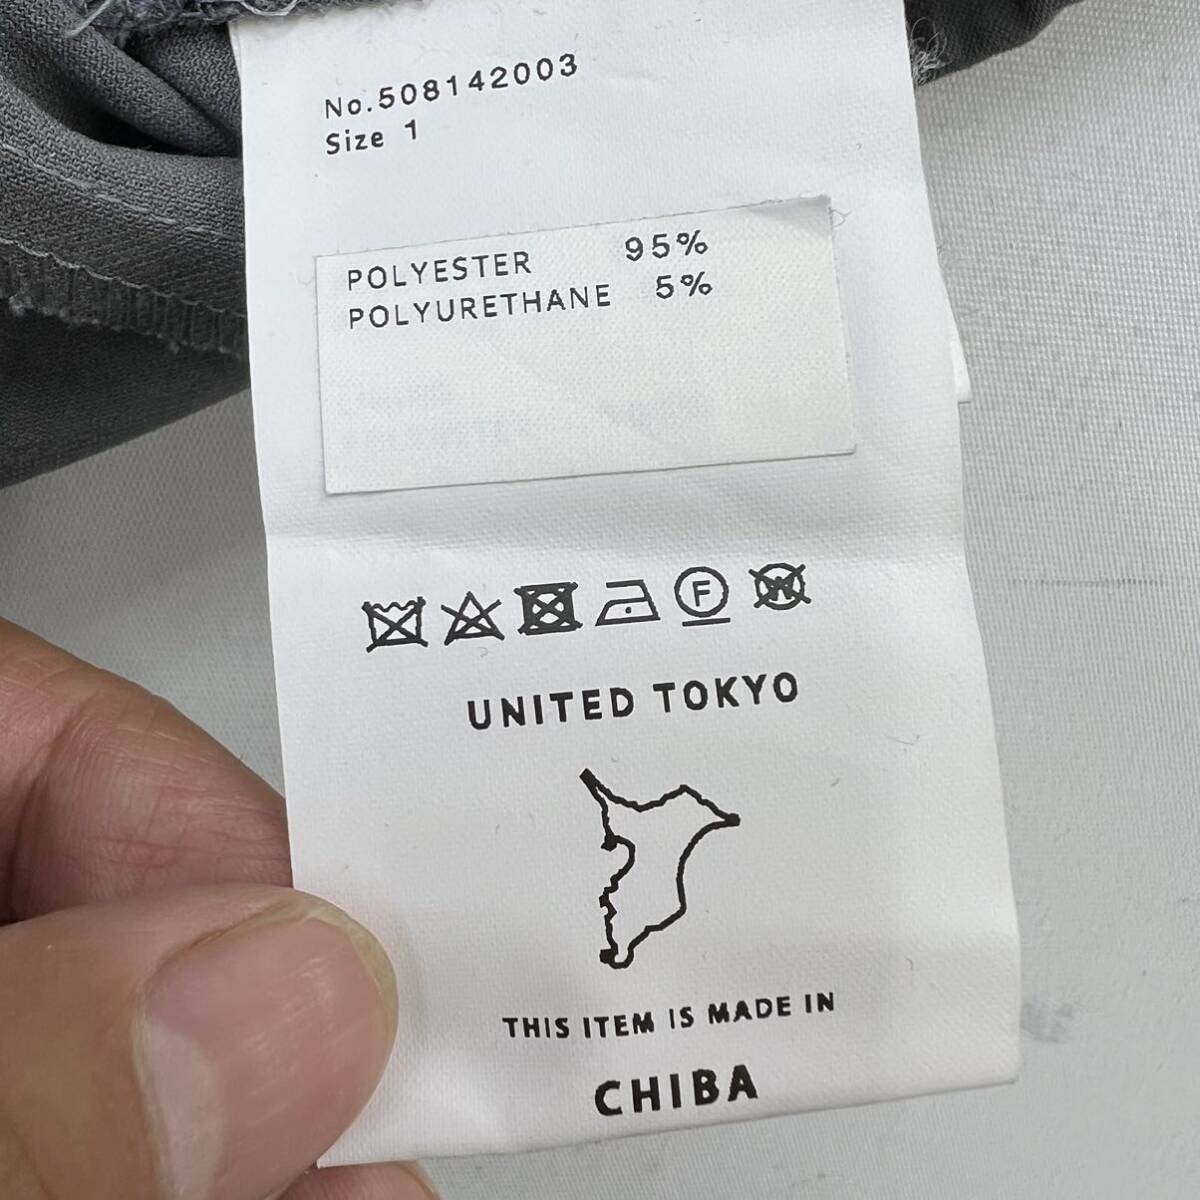 No.508142003
Size 1
POLYESTER 95%
POLYURETHANE 5%
F W
UNITED TOKYO
THIS ITEM IS MADE IN
CHIBA